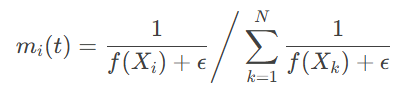 m_i(t) = \frac{1}{f(X_i) + \epsilon} \Big/ \sum_{k=1}^{N} \frac{1}{f(X_k) + \epsilon}